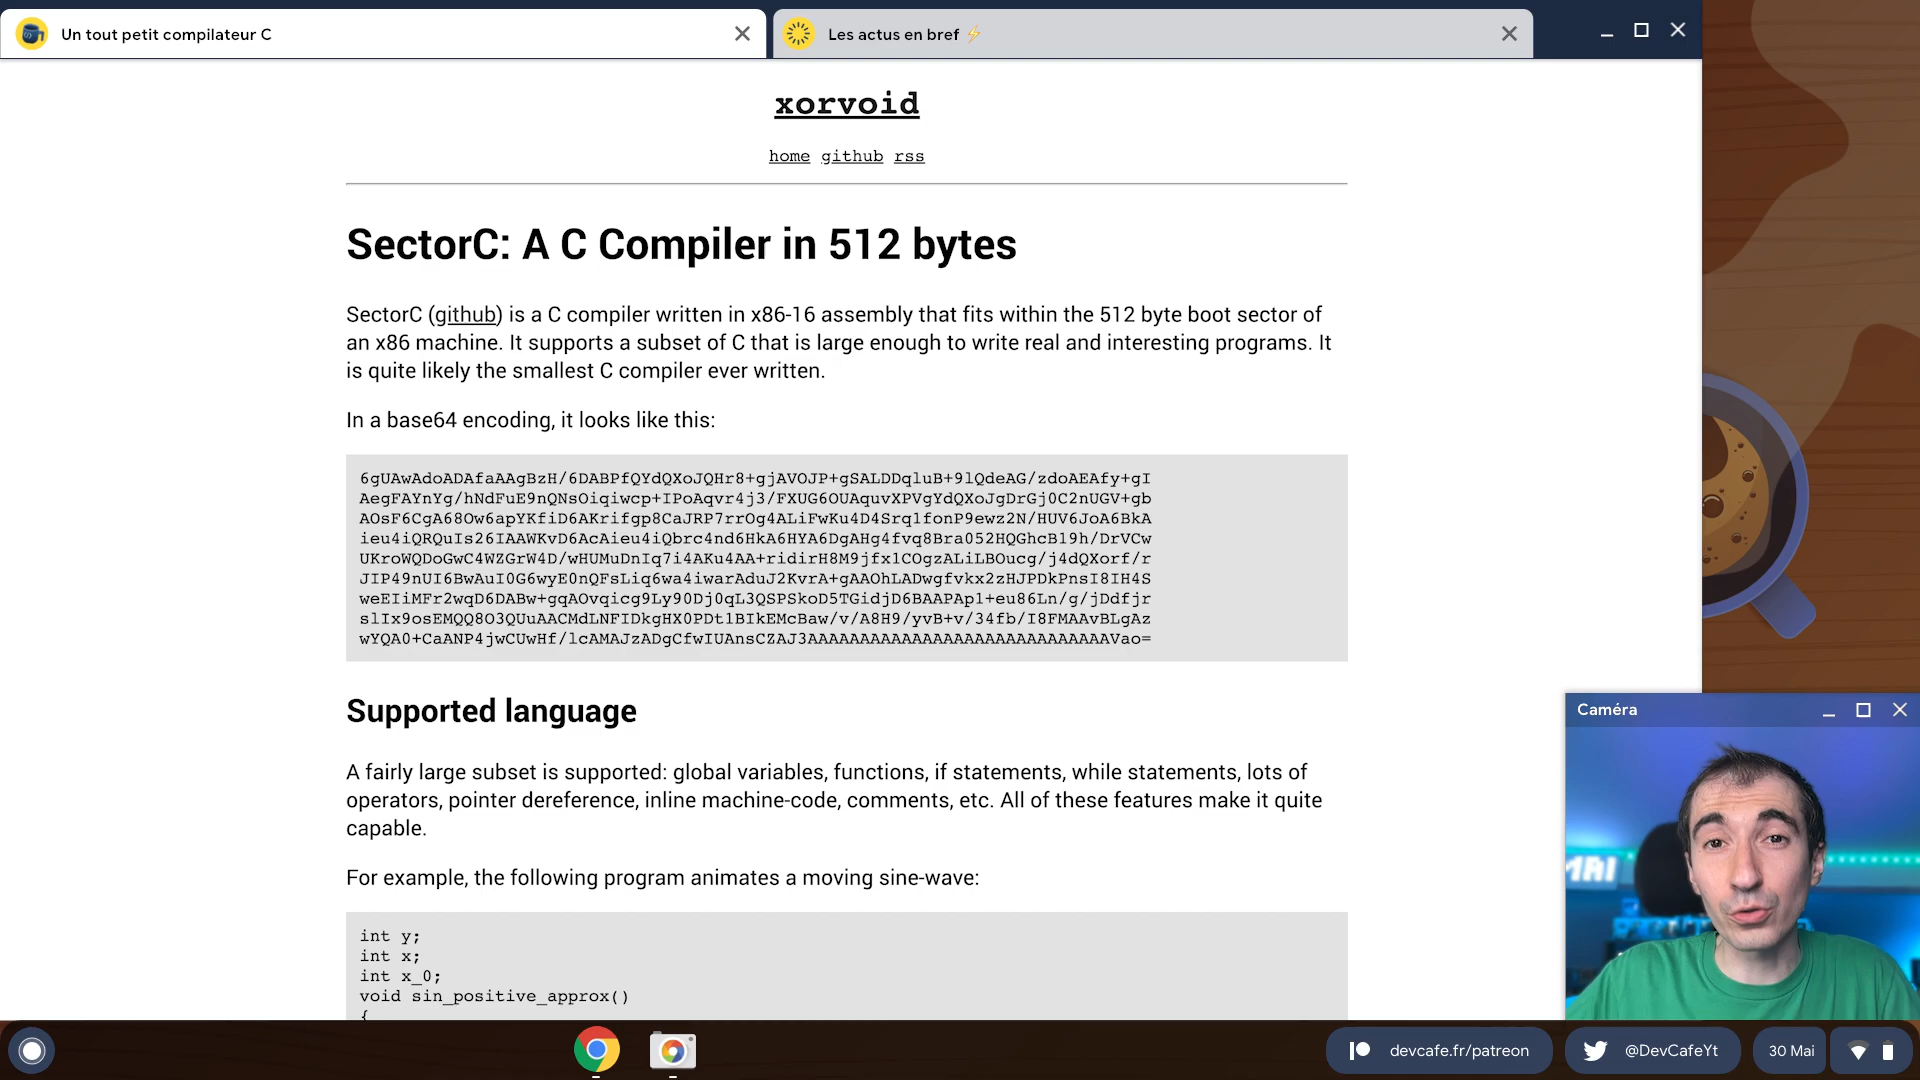 Un tout petit compilateur C
Les actus en bref ⚡
xorvoid
home github rss
SectorC: A C Compiler in 512 bytes
SectorC (github) is a C compiler written in x86-16 assembly that fits within the 512 byte boot sector of
an x86 machine. It supports a subset of C that is large enough to write real and interesting programs. It
is quite likely the smallest C compiler ever written.
In a base64 encoding, it looks like this:
6gUAwAdoADAfaAAgBzH/6DABPfQYdQXoJQHr8+gjAVOJP+gSALDDqluB+9lQdeAG/zdoAEAfy+gI
AegFAYnYg/hNdFuE9nQNsOiqiwcp+IPoAqvr4j3/FXUG6OUAquvXPVgYdQXoJgDrGj0C2nUGV+gb
AOsF6CgA68Ow6apYKfiD6AKrifgp8CaJRP7rrOg4ALiFwKu4D4Srq1fonP9ewz2N/HUV6JoA6BkA
ieu4iQRQuIs26IAAWKvD6AcAieu4iQbrc4nd6HkA6HYA6DgAHg4fvq8Bra052HQGhcB19h/DrVCw
UKroWQDoGwC4WZGrW4D/wHUMuDnIq7i4AKu4AA+ridirH8M9jfx1COgzALiLBOucg/j4dQXorf/r
JIP49nUI6BwAuI0G6wyE0nQFsLiq6wa4iwarAduJ2KvrA+gAAOhLADwgfvkx2zHJPDkPnsI8IH4S
weEIiMFr2wqD6DABw+gqAOvqicg9Ly90Dj0qL3QSPSkoD5TGidjD6BAAPAp1+eu86Ln/g/jDdfjr
slIx9osEMQQ8O3QUuAACMdLNFIDkgHX0PDt1BIkEMcBaw/v/A8H9/yvB+v/34fb/I8FMAAvBLgAz
wYQA0+CaANP4jwCUwHf/lcAMAJzADgCfwIUAnsCZAJ3AAAAAAAAAAAAAAAAAAAAAAAAAAAAAVao=
Supported language
A fairly large subset is supported: global variables, functions, if statements, while statements, lots of
operators, pointer dereference, inline machine-code, comments, etc. All of these features make it quite
capable.
For example, the following program animates a moving sine-wave:
int y;
int x;
int x_0;
void sin_positive_approx()
{
Caméra
MAI
devcafe.fr/patreon
@DevCafeYt
30 Mai